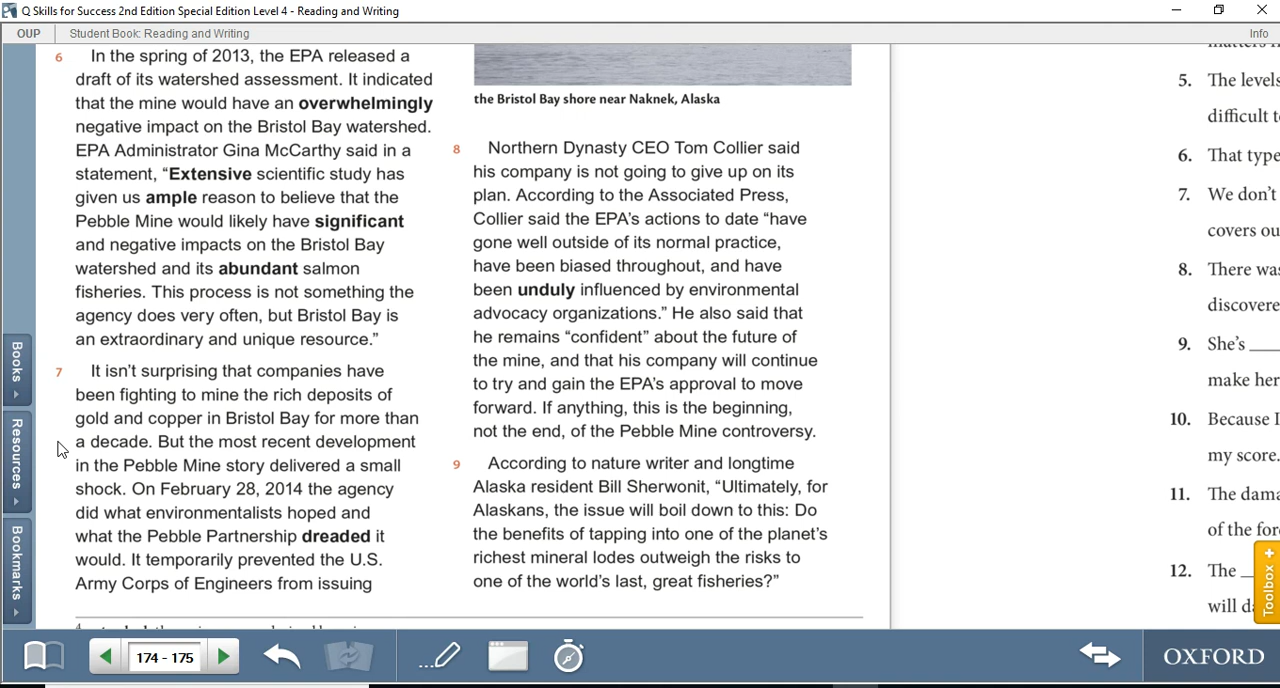 Q Skills for Success 2nd Edition Special Edition Level 4 - Reading and Writing
OUP
Student Book: Reading and Writing
Info
6 In the spring of 2013, the EPA released a
draft of its watershed assessment. It indicated
that the mine would have an overwhelmingly
negative impact on the Bristol Bay watershed.
EPA Administrator Gina McCarthy said in a
statement, “Extensive scientific study has
given us ample reason to believe that the
Pebble Mine would likely have significant
and negative impacts on the Bristol Bay
watershed and its abundant salmon
fisheries. This process is not something the
agency does very often, but Bristol Bay is
an extraordinary and unique resource.”
7 It isn’t surprising that companies have
been fighting to mine the rich deposits of
gold and copper in Bristol Bay for more than
a decade. But the most recent development
in the Pebble Mine story delivered a small
shock. On February 28, 2014 the agency
did what environmentalists hoped and
what the Pebble Partnership dreaded it
would. It temporarily prevented the U.S.
Army Corps of Engineers from issuing
the Bristol Bay shore near Naknek, Alaska
8 Northern Dynasty CEO Tom Collier said
his company is not going to give up on its
plan. According to the Associated Press,
Collier said the EPA’s actions to date “have
gone well outside of its normal practice,
have been biased throughout, and have
been unduly influenced by environmental
advocacy organizations.” He also said that
he remains “confident” about the future of
the mine, and that his company will continue
to try and gain the EPA’s approval to move
forward. If anything, this is the beginning,
not the end, of the Pebble Mine controversy.
9 According to nature writer and longtime
Alaska resident Bill Sherwonit, “Ultimately, for
Alaskans, the issue will boil down to this: Do
the benefits of tapping into one of the planet’s
richest mineral lodes outweigh the risks to
one of the world’s last, great fisheries?”
5. The levels
difficult t
6. That type
7. We don’t
covers ou
8. There was
discovere
9. She’s ___
make her
10. Because I
my score.
11. The dama
of the for
12. The _
will d
Books
Resources
Bookmarks
Toolbox +
174 - 175
OXFORD